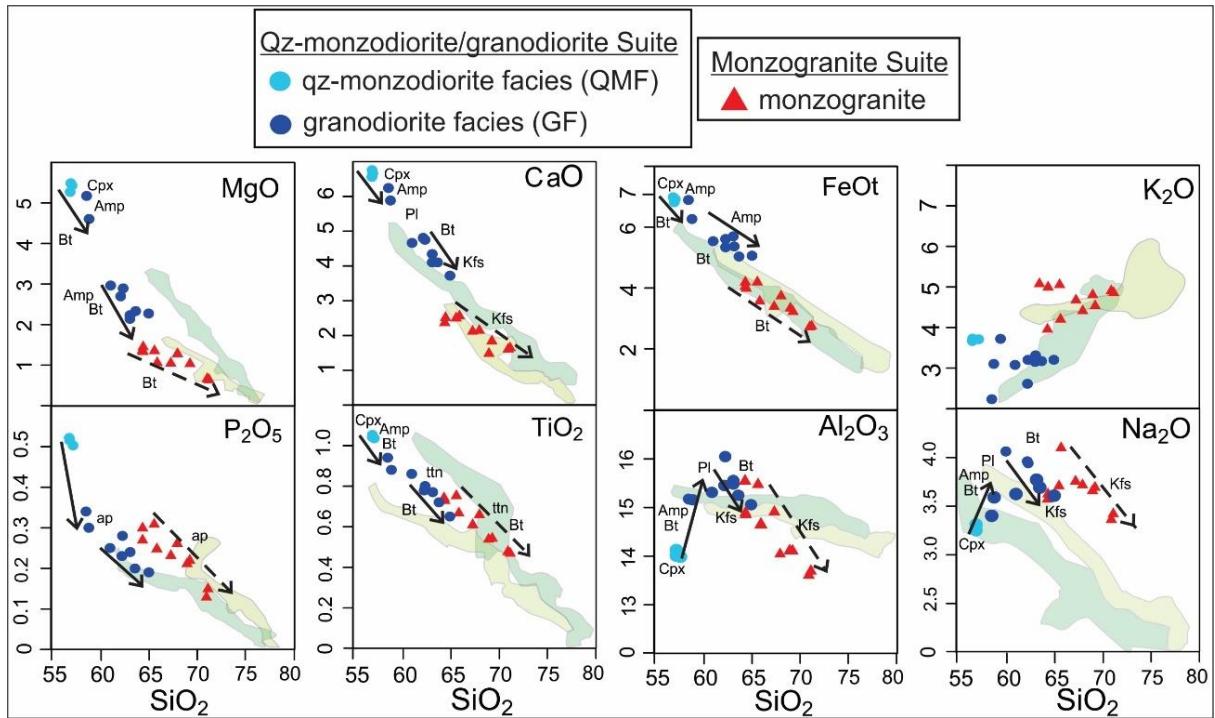 Qz-monzodiorite/granodiorite Suite
qz-monzodiorite facies (QMF)
granodiorite facies (GF)
Monzogranite Suite
monzogranite
MgO
5
4
3
2
1
Cpx
Amp
Bt
Amp
Bt
Bt
CaO
6
5
4
3
2
1
0
Cpx
Amp
Pl
Bt
Kfs
Kfs
FeOt
7
6
4
2
Cpx
Amp
Bt
Amp
Bt
Bt
K2O
7
6
5
4
3
P2O5
0.5
0.4
0.3
0.2
0.1
0
ap
ap
55 60 65 70 75 80
SiO2
TiO2
1.0
0.8
0.6
0.4
0.2
0
Cpx
Amp
Bt
ttn
Bt
ttn
Bt
55 60 65 70 75 80
SiO2
Al2O3
16
15
14
13
0
Pl
Bt
Amp
Bt
Kfs
Kfs
Cpx
55 60 65 70 75 80
SiO2
Na2O
4.0
3.5
3.0
2.5
0
Bt
Pl
Amp
Bt
Kfs
Kfs
Cpx
55 60 65 70 75 80
SiO2